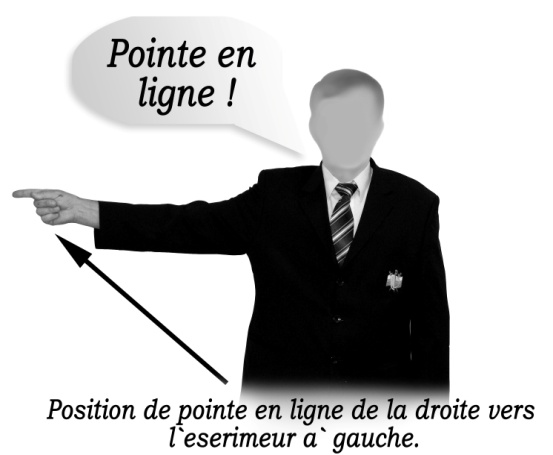 Pointe en
ligne !
Position de pointe en ligne de la droite vers
l`eserimeur a` gauche.